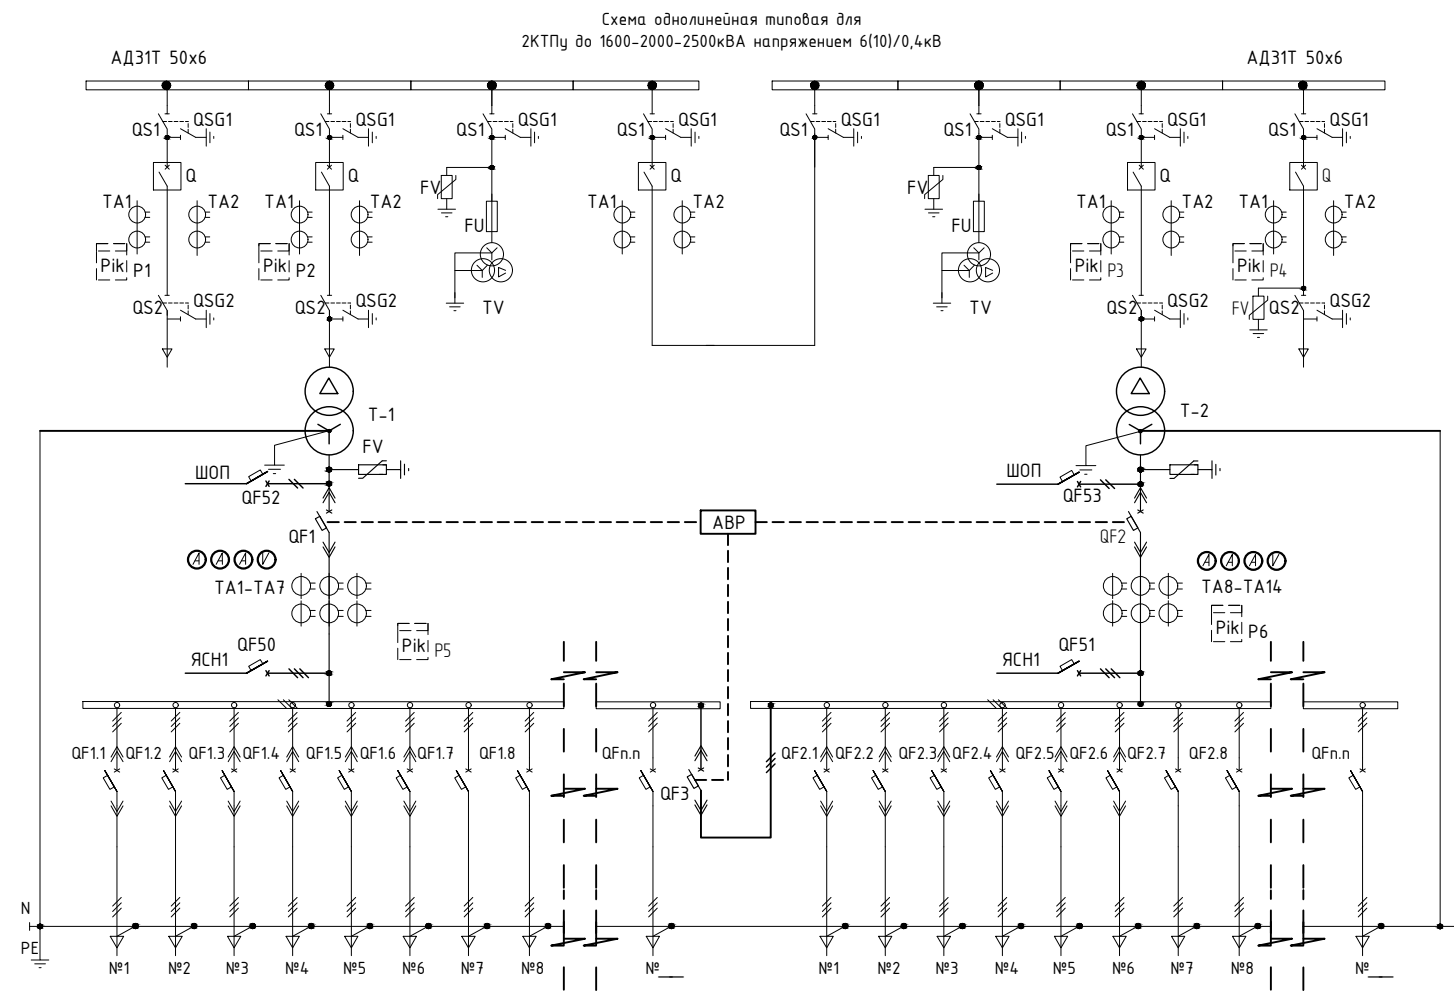 Схема однолинейная типовая для
2КТПу до 1600-2000-2500кВА напряжением 6(10)/0,4кВ
АД31Т 50х6 АД31Т 50х6
QS1 QSG1 QS1 QSG1 QS1 QSG1 QS1 QSG1 QS1 QSG1 QS1 QSG1 QS1 QSG1 QS1 QSG1
Q Q Q Q Q
FV FV
TA1 TA2 TA1 TA2 TA1 TA2 TA1 TA2 TA1 TA2
FU FU
Pik P1 Pik P2 Pik P3 Pik P4
QS2 QSG2 QS2 QSG2 TV TV QS2 QSG2 FV QS2 QSG2
Т-1 Т-2
FV
ШОП QF52 ШОП QF53
QF1 АВР QF2
A A A V A A A V
TA1-TA7 TA8-TA14
Pik P5 Pik P6
ЯСН1 QF50 ЯСН1 QF51
QF1.1 QF1.2 QF1.3 QF1.4 QF1.5 QF1.6 QF1.7 QF1.8 QFn.n QF2.1 QF2.2 QF2.3 QF2.4 QF2.5 QF2.6 QF2.7 QF2.8 QFn.n
QF3
N
PE
№1 №2 №3 №4 №5 №6 №7 №8 №__ №1 №2 №3 №4 №5 №6 №7 №8 №__